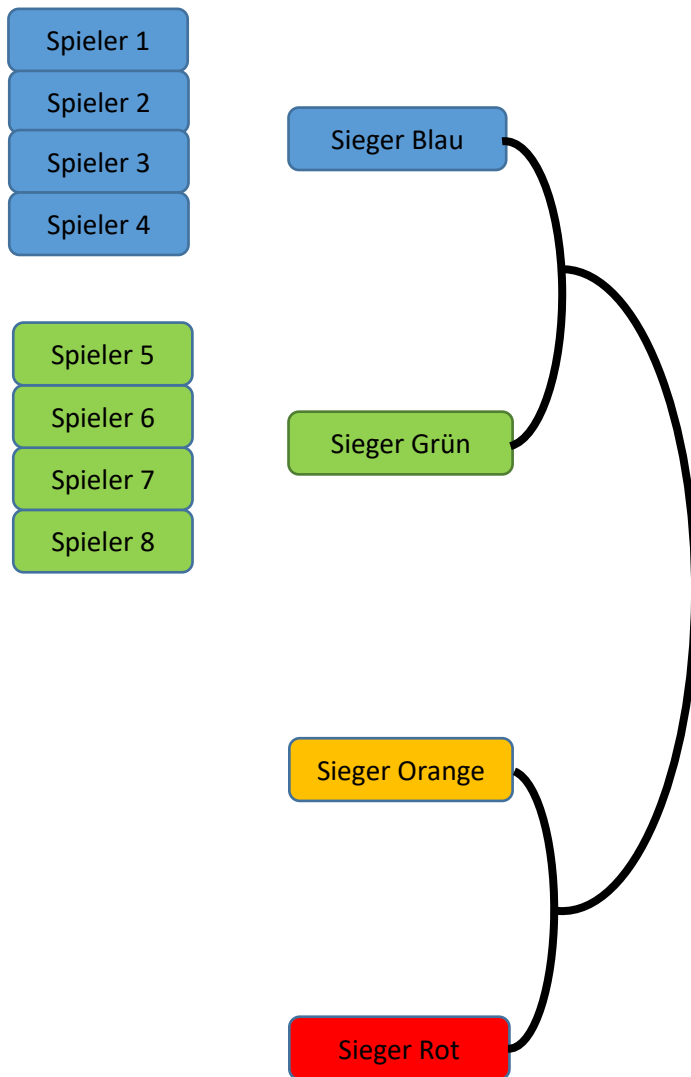 Spieler 1
Spieler 2
Spieler 3
Spieler 4
Sieger Blau
Spieler 5
Spieler 6
Spieler 7
Spieler 8
Sieger Grün
Sieger Orange
Sieger Rot